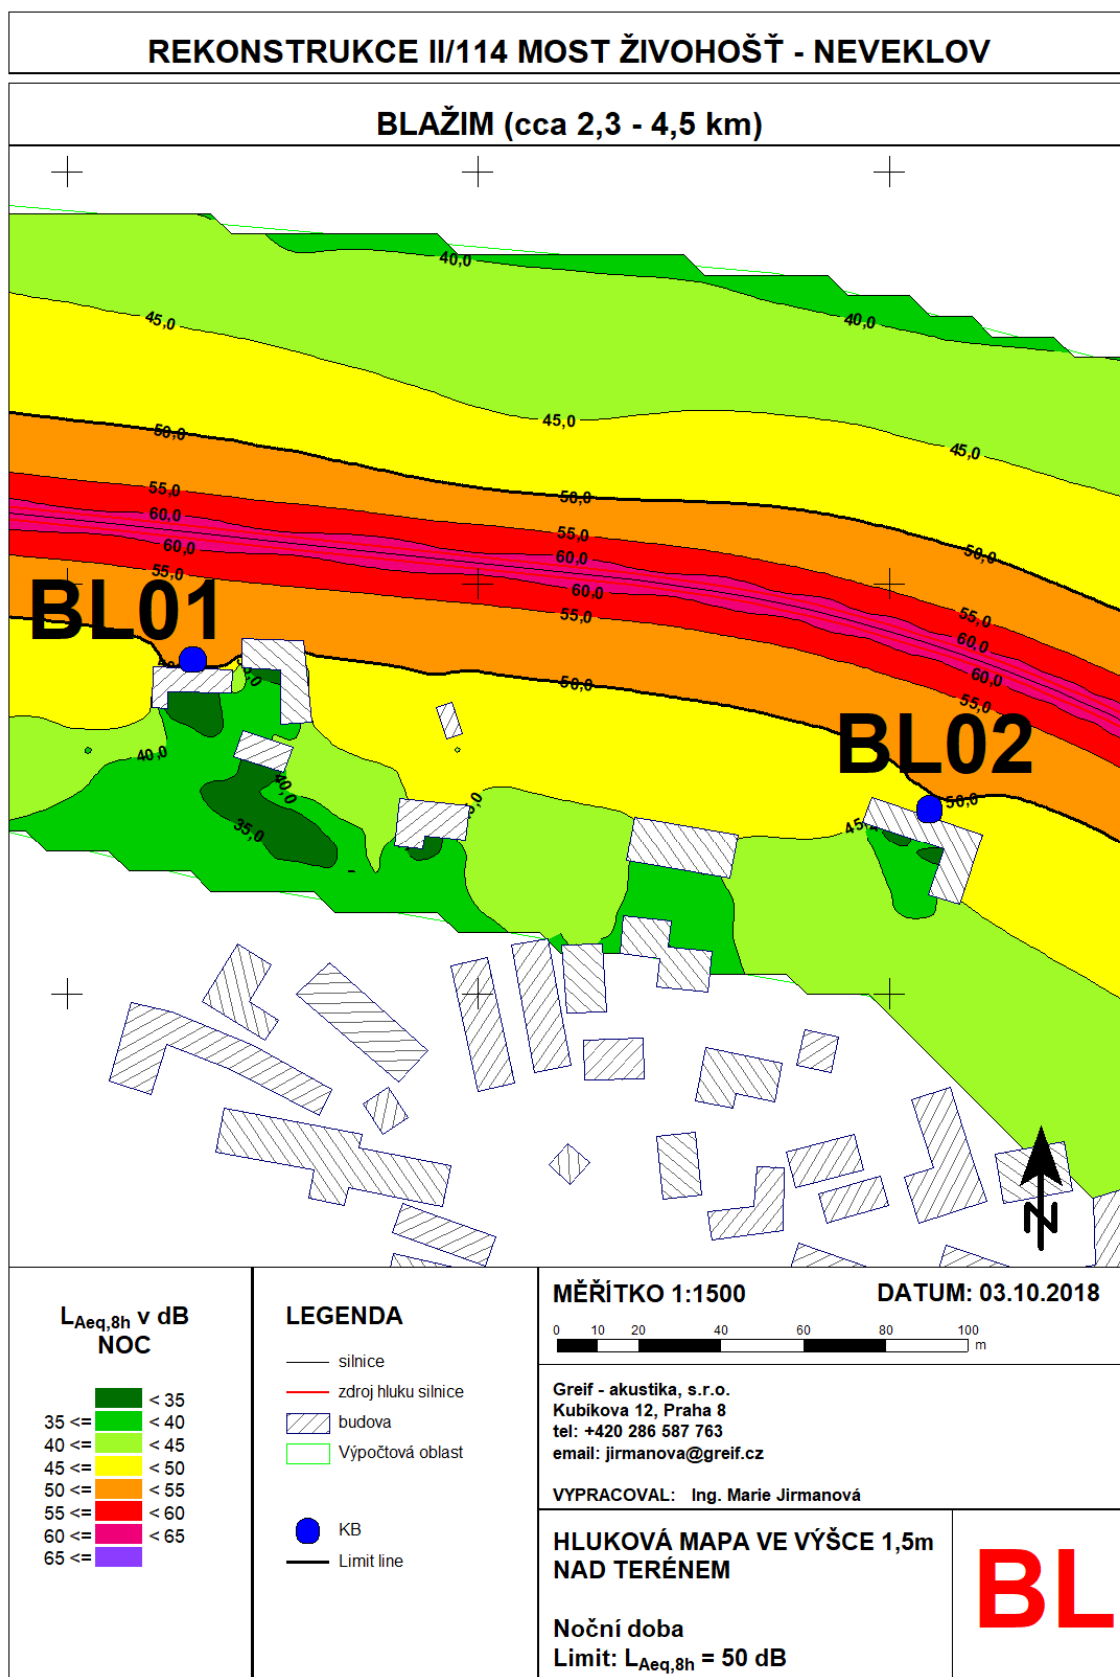 REKONSTRUKCE II/114 MOST ŽIVOHOŠŤ - NEVEKLOV
BLAŽIM (cca 2,3 - 4,5 km)
40,0
45,0
40,0
45,0
45,0
50,0
55,0
50,0
60,0
55,0
60,0
60,0
50,0
55,0
60,0
55,0
55,0
60,0
BL01
60,0
50,0
55,0
BL02
40,0
40,0
50,0
45
35,0
L Aeq,8h v dB
NOC
< 35
35 <= < 40
40 <= < 45
45 <= < 50
50 <= < 55
55 <= < 60
60 <= < 65
65 <=
LEGENDA
silnice
zdroj hluku silnice
budova
Výpočtová oblast
KB
Limit line
MĚŘÍTKO 1:1500 DATUM: 03.10.2018
0 10 20 40 60 80 100
m
Greif - akustika, s.r.o.
Kubíkova 12, Praha 8
tel: +420 286 587 763
email: jirmanova@greif.cz
VYPRACOVAL: Ing. Marie Jirmanová
HLUKOVÁ MAPA VE VÝŠCE 1,5m
NAD TERÉNEM
Noční doba
Limit: L Aeq,8h = 50 dB
BL
N